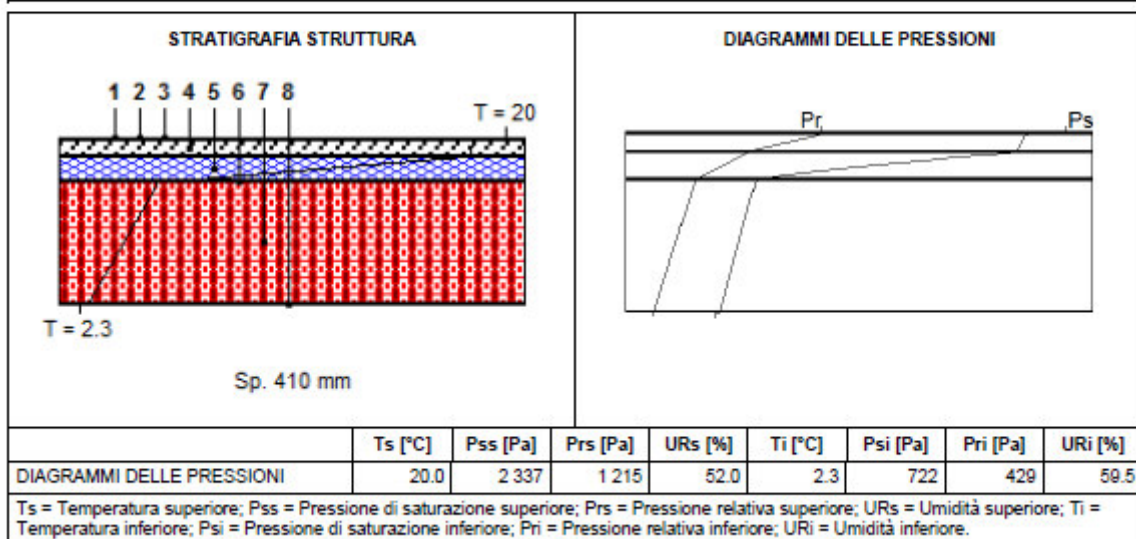 STRATIGRAFIA STRUTTURA
1 2 3 4 5 6 7 8
T = 20
T = 2.3
Sp. 410 mm
DIAGRAMMI DELLE PRESSIONI
Pr Ps
Ts [°C] Pss [Pa] Prs [Pa] URs [%] Ti [°C] Psi [Pa] Pri [Pa] URi [%]
DIAGRAMMI DELLE PRESSIONI 20.0 2 337 1 215 52.0 2.3 722 429 59.5
Ts = Temperatura superiore; Pss = Pressione di saturazione superiore; Prs = Pressione relativa superiore; URs = Umidità superiore; Ti =
Temperatura inferiore; Psi = Pressione di saturazione inferiore; Pri = Pressione relativa inferiore; URi = Umidità inferiore.